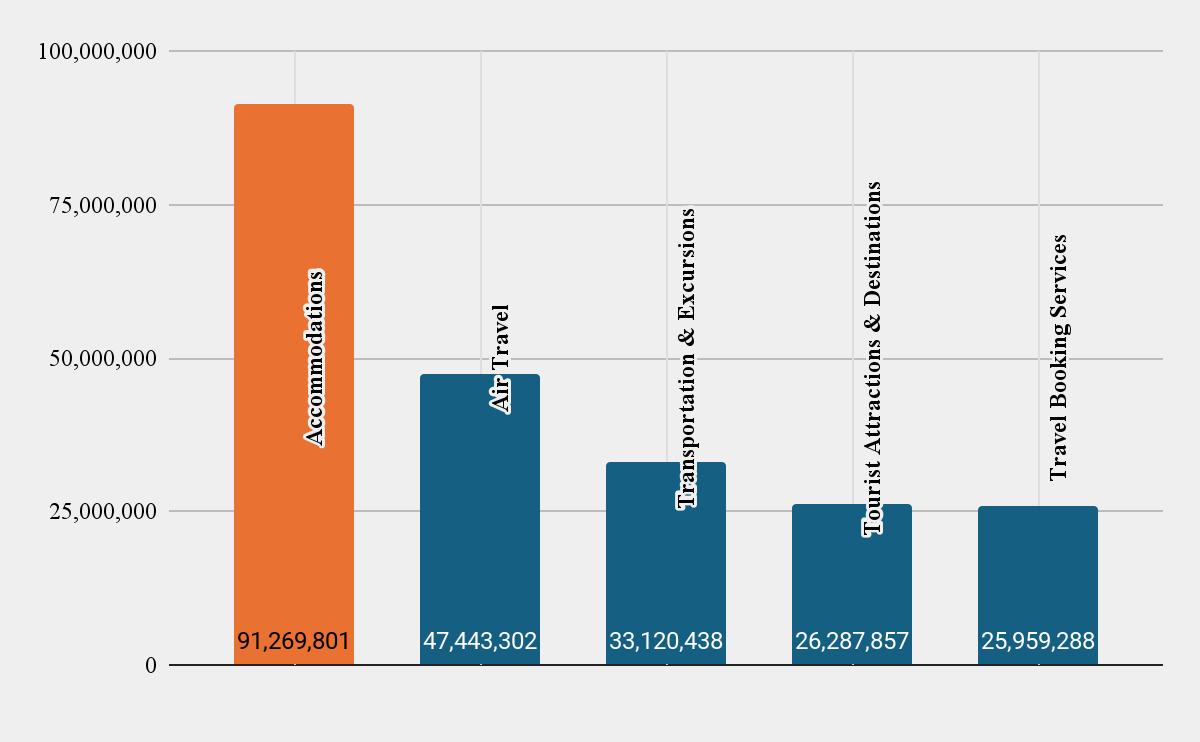 100,000,000
75,000,000
50,000,000
25,000,000
0
Accommodations
Air Travel
Transportation & Excursions
Tourist Attractions & Destinations
Travel Booking Services
91,269,801
47,443,302
33,120,438
26,287,857
25,959,288